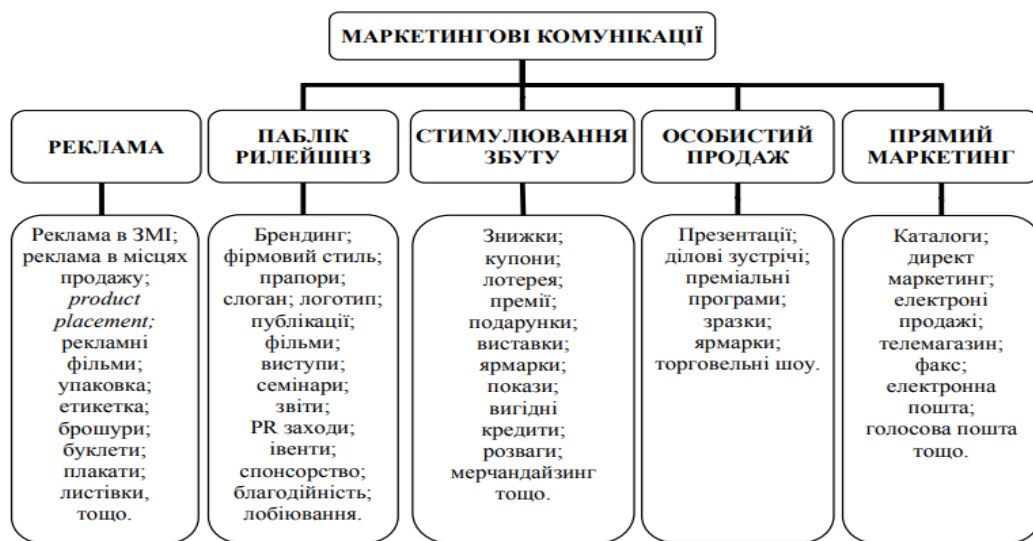 МАРКЕТИНГОВІ КОМУНІКАЦІЇ
РЕКЛАМА
ПАБЛІК
РИЛЕЙШНЗ
СТИМУЛЮВАННЯ
ЗБУТУ
ОСОБИСТИЙ
ПРОДАЖ
ПРЯМИЙ
МАРКЕТИНГ
Реклама в ЗМІ;
реклама в місцях
продажу;
product
placement;
рекламні
фільми;
упаковка;
етикетка;
брошури;
буклети;
плакати;
листівки,
тощо.
Брендинг;
фірмовий стиль;
прапори;
слоган; логотип;
публікації;
фільми;
виступи;
семінари;
звіти;
PR заходи;
івенти;
спонсорство;
благодійність;
лобіювання.
Знижки;
купони;
лотерея;
премії;
подарунки;
виставки;
ярмарки;
покази;
вигідні
кредити;
розваги;
мерчандайзинг
тощо.
Презентації;
ділові зустрічі;
преміальні
програми;
зразки;
ярмарки;
торговельні шоу.
Каталоги;
директ
маркетинг;
електроні
продажі;
телемагазин;
факс;
електронна
пошта;
голосова пошта
тощо.